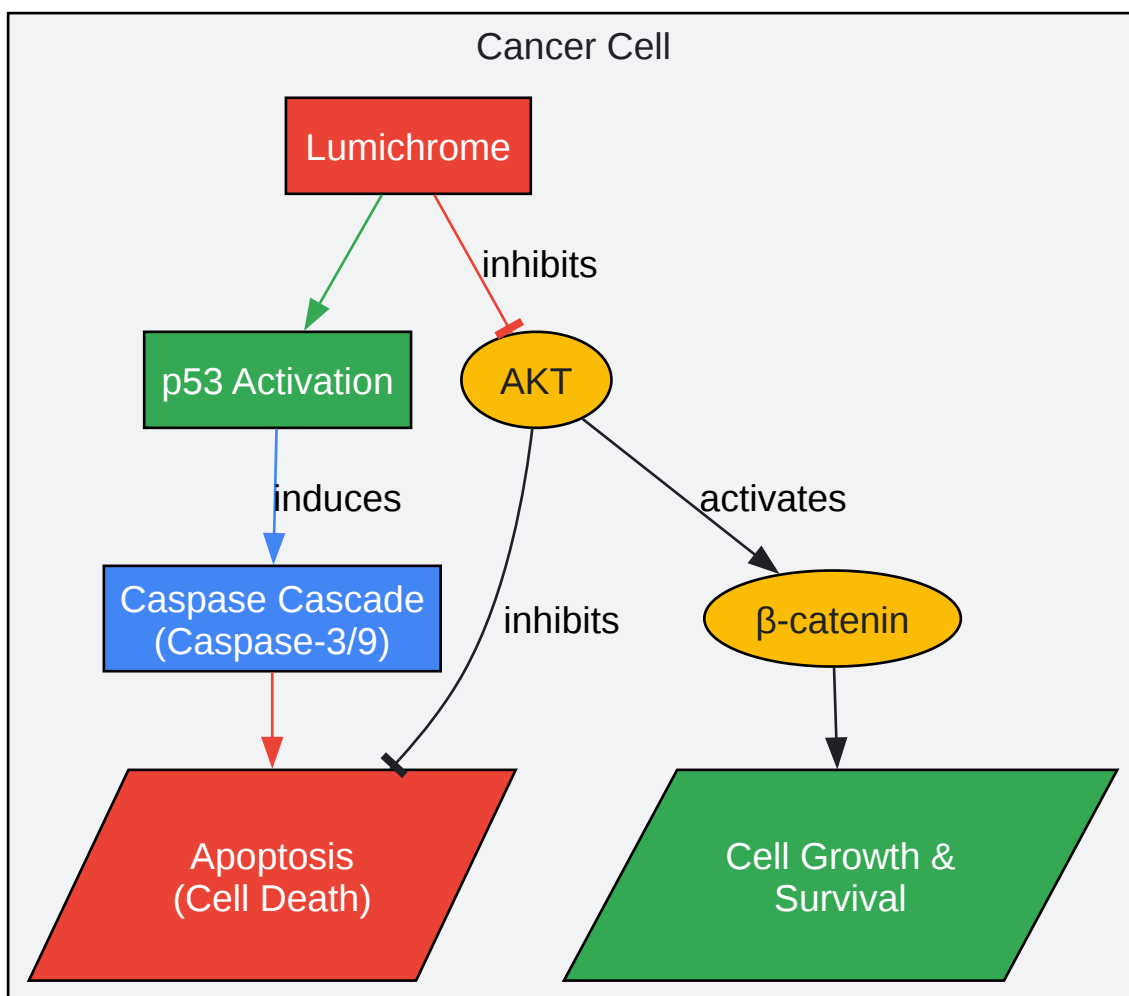 Cancer Cell
Lumichrome
inhibits
p53 Activation
AKT
induces
activates
Caspase Cascade
(Caspase-3/9)
inhibits
β-catenin
Apoptosis
(Cell Death)
Cell Growth &
Survival